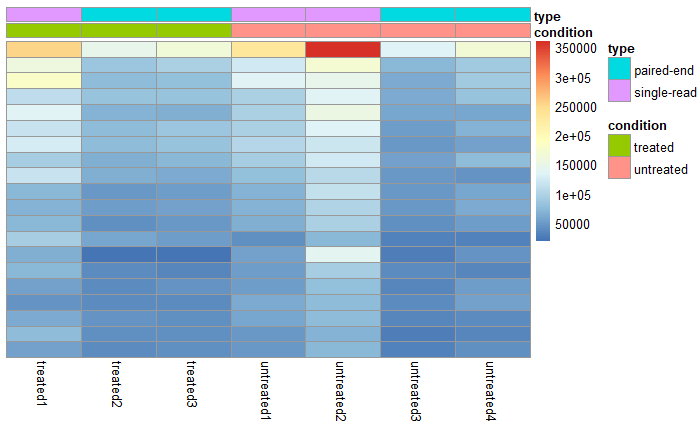 type
condition
350000
3e+05
250000
2e+05
150000
1e+05
50000
type
paired-end
single-read
condition
treated
untreated
treated1
treated2
treated3
untreated1
untreated2
untreated3
untreated4